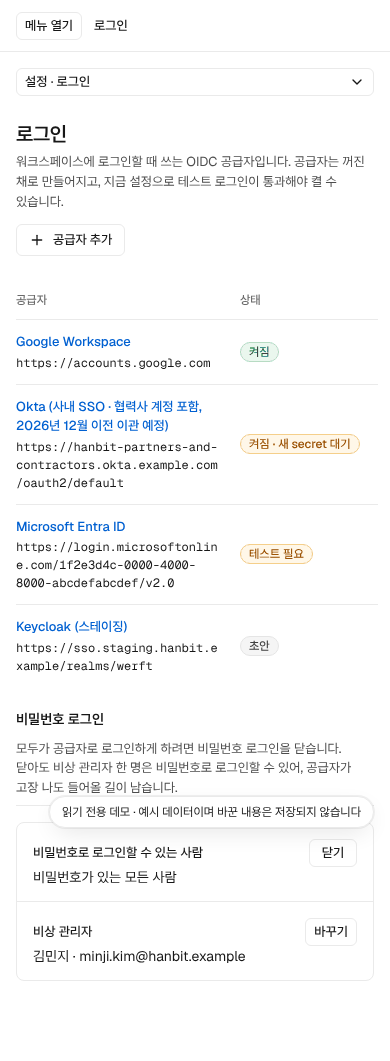 메뉴 열기 로그인
설정 · 로그인
로그인
워크스페이스에 로그인할 때 쓰는 OIDC 공급자입니다. 공급자는 꺼진
채로 만들어지고, 지금 설정으로 테스트 로그인이 통과해야 켤 수
있습니다.
공급자 추가
공급자 상태
Google Workspace
https://accounts.google.com
켜짐
Okta (사내 SSO · 협력사 계정 포함,
2026년 12월 이전 이관 예정)
https://hanbit-partners-and-
contractors.okta.example.com
/oauth2/default
켜짐 · 새 secret 대기
Microsoft Entra ID
https://login.microsoftonlin
e.com/1f2e3d4c-0000-4000-
8000-abcdefabcdef/v2.0
테스트 필요
Keycloak (스테이징)
https://sso.staging.hanbit.e
xample/realms/werft
초안
비밀번호 로그인
모두가 공급자로 로그인하게 하려면 비밀번호 로그인을 닫습니다.
닫아도 비상 관리자 한 명은 비밀번호로 로그인할 수 있어, 공급자가
고장 나도 들어올 길이 남습니다.
읽기 전용 데모 · 예시 데이터이며 바꾼 내용은 저장되지 않습니다
비밀번호로 로그인할 수 있는 사람
비밀번호가 있는 모든 사람
닫기
비상 관리자
김민지 · minji.kim@hanbit.example
바꾸기